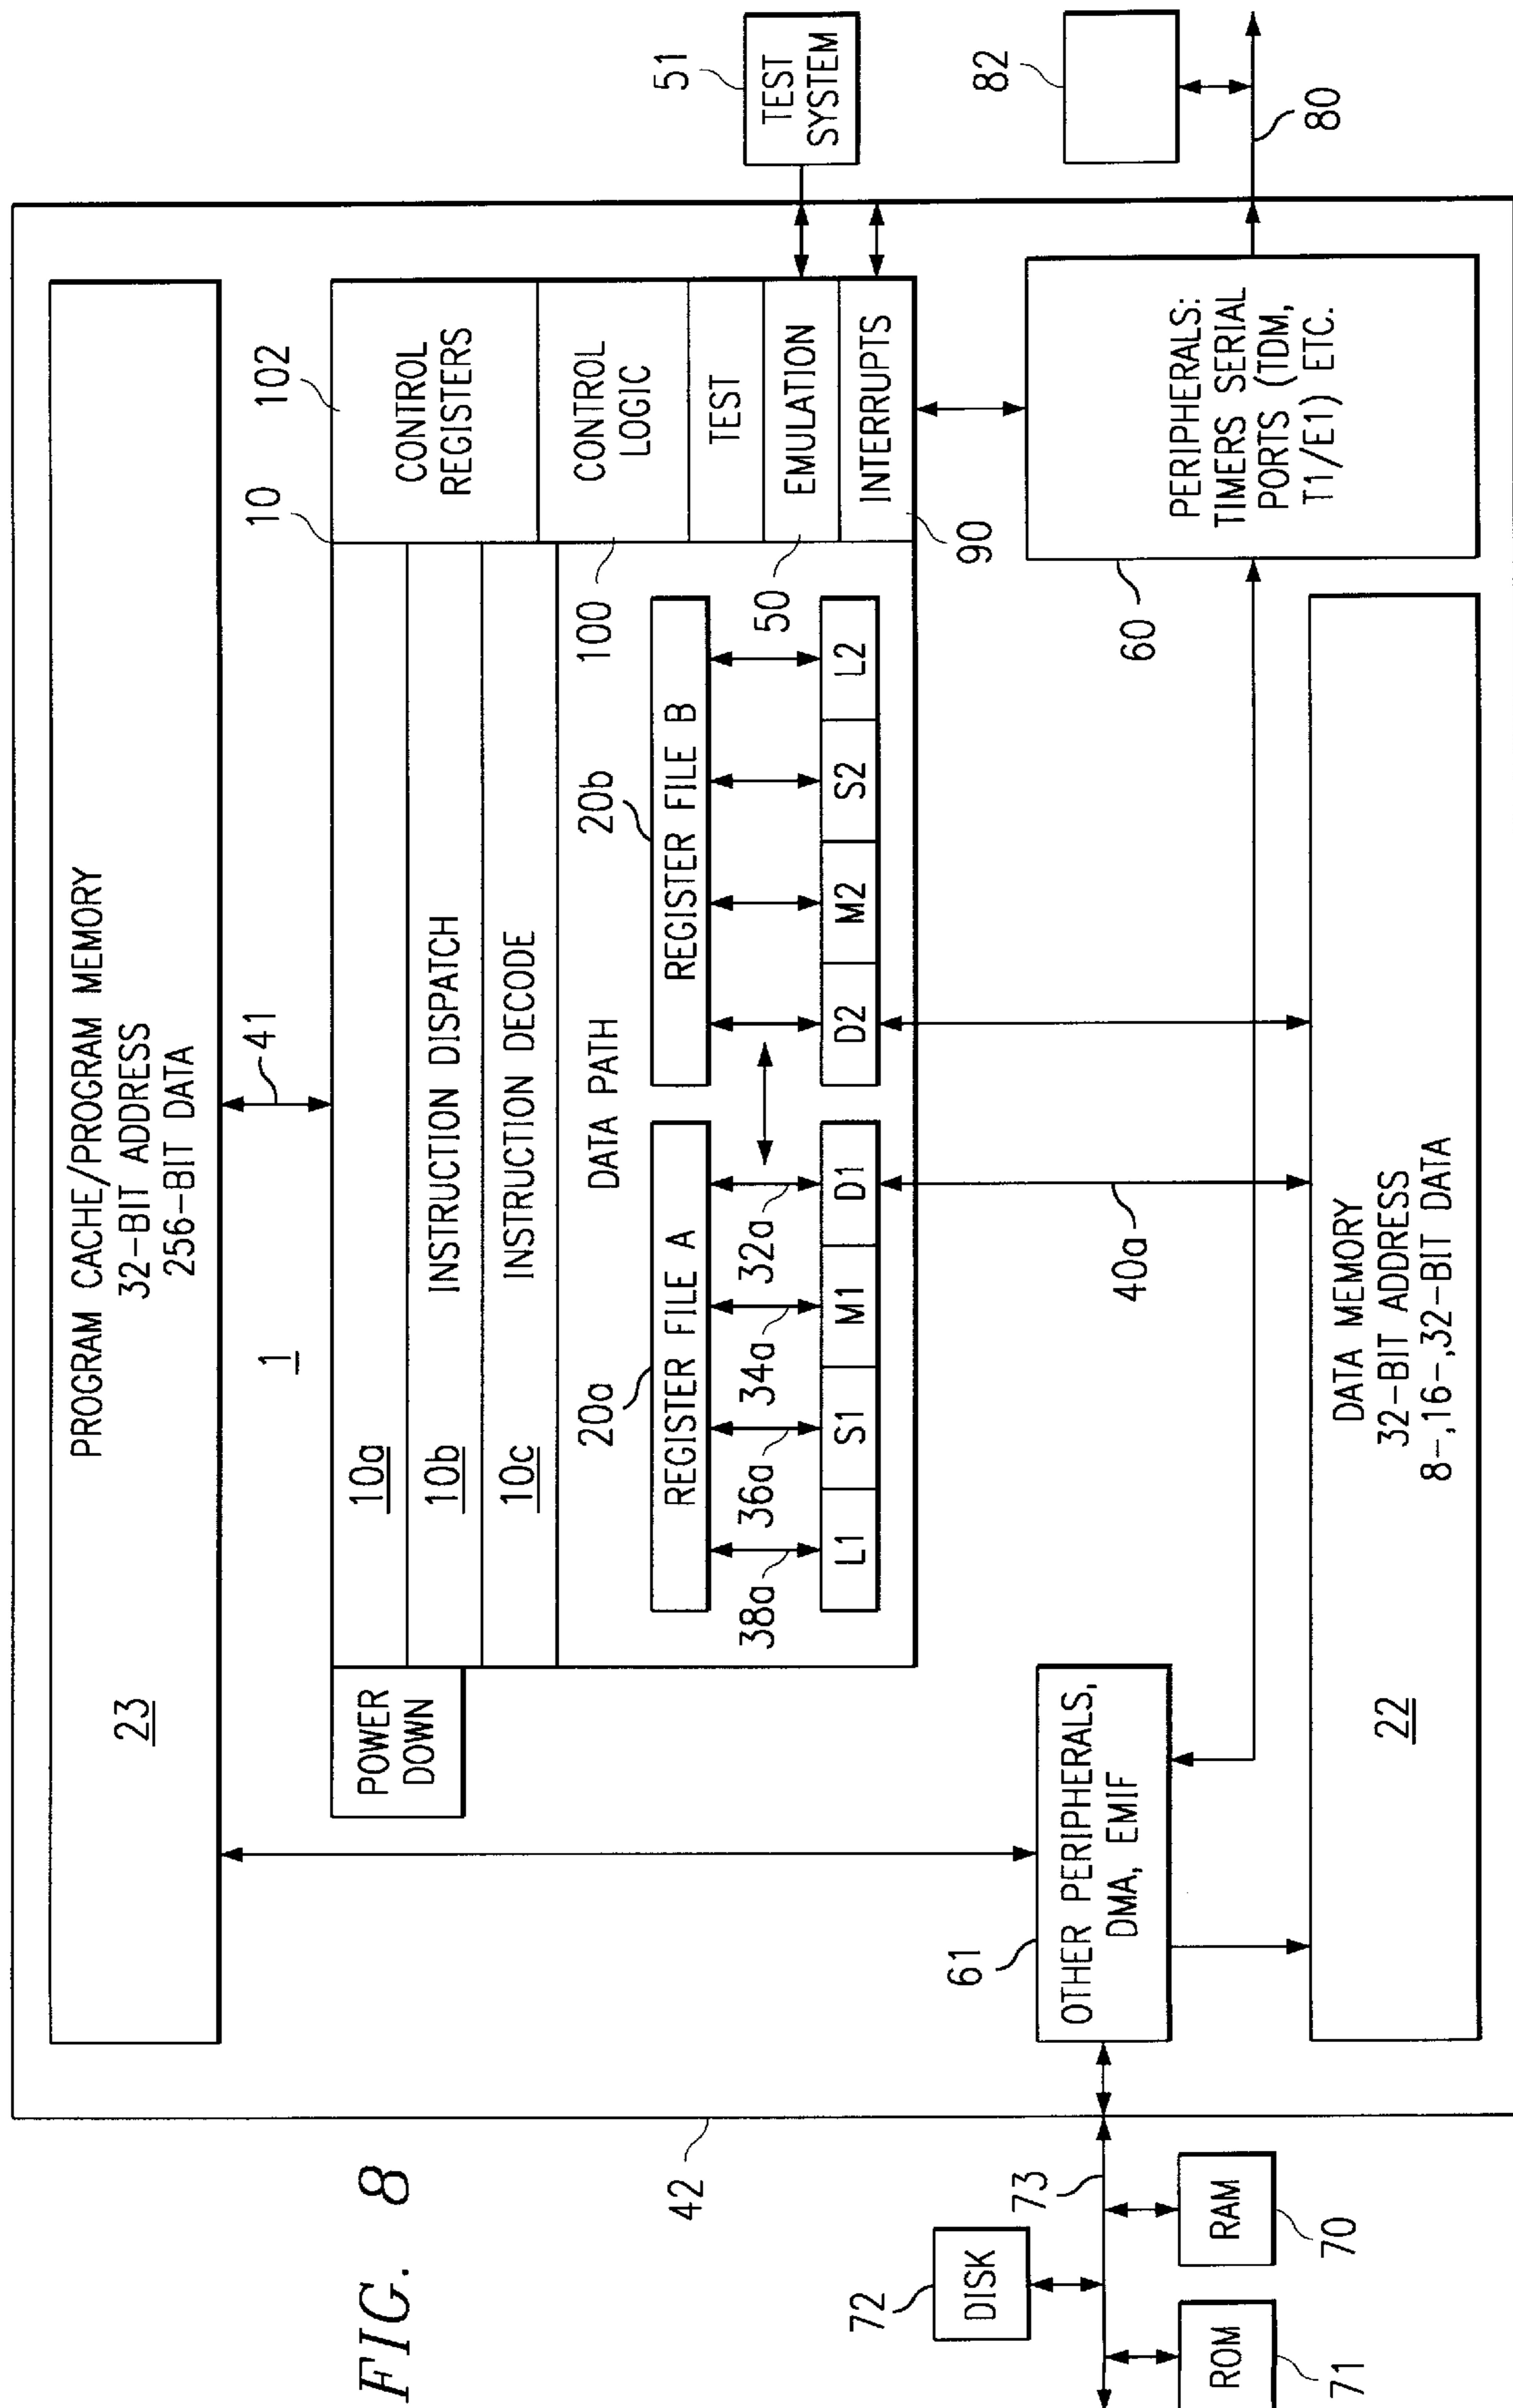 FIG. 8
PROGRAM CACHE/PROGRAM MEMORY
32-BIT ADDRESS
256-BIT DATA
23
1
41
10
102
POWER
DOWN
10a
10b
INSTRUCTION DISPATCH
10c
INSTRUCTION DECODE
DATA PATH
CONTROL
REGISTERS
CONTROL
LOGIC
TEST
EMULATION
INTERRUPTS
100
50
90
20a
REGISTER FILE A
20b
REGISTER FILE B
38a
36a
34a
32a
L1
S1
M1
D1
D2
M2
S2
L2
51
TEST
SYSTEM
82
80
42
61
OTHER PERIPHERALS,
DMA, EMIF
40a
60
PERIPHERALS:
TIMERS SERIAL
PORTS (TDM,
T1/E1) ETC.
DATA MEMORY
32-BIT ADDRESS
8-,16-,32-BIT DATA
22
72
DISK
73
ROM
71
RAM
70